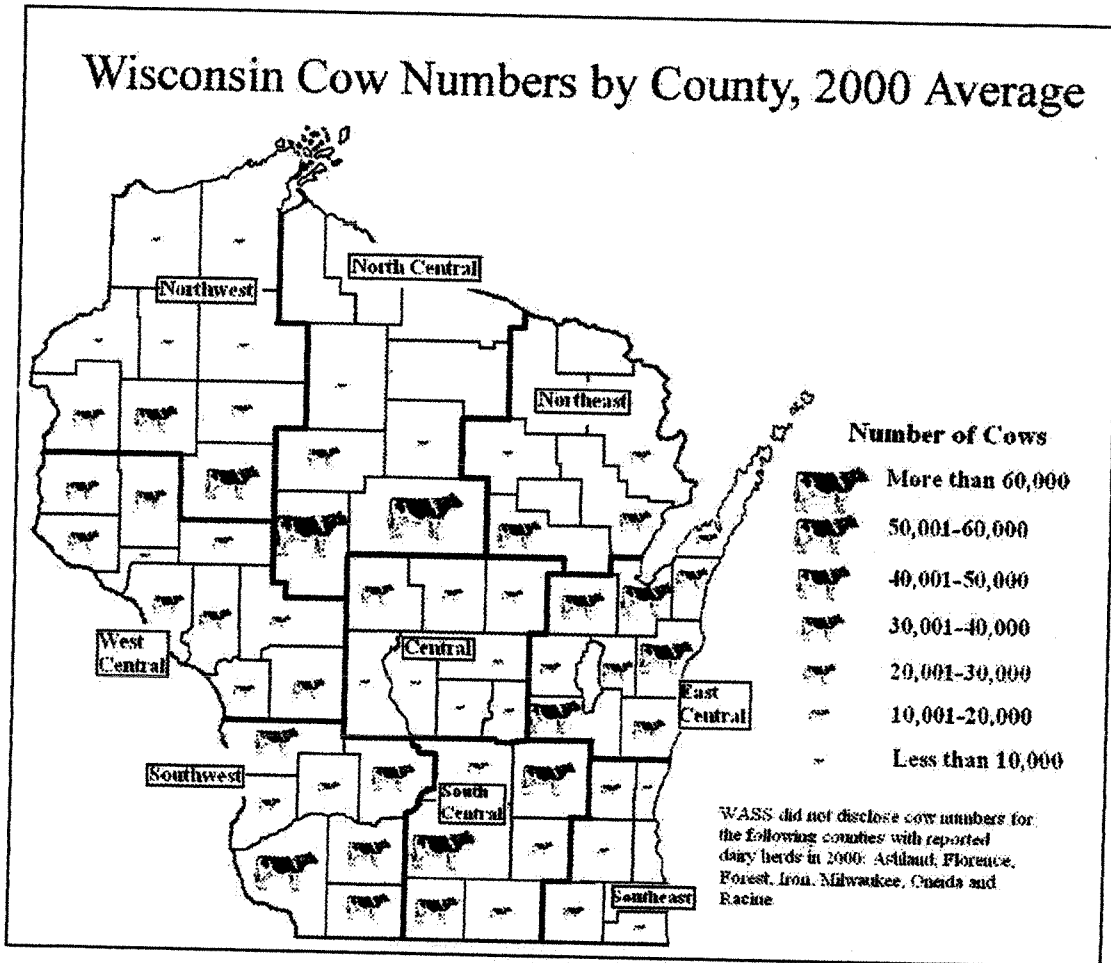 Wisconsin Cow Numbers by County, 2000 Average
North Central
Northwest
Northeast
Number of Cows
More than 60,000
50,001-60,000
40,001-50,000
30,001-40,000
20,001-30,000
10,001-20,000
Less than 10,000
West
Central
Central
East
Central
Southwest
South
Central
Southeast
WASS did not disclose cow numbers for
the following counties with reported
dairy herds in 2000: Ashland, Florence,
Forest, Iron, Milwaukee, Oneida and
Racine